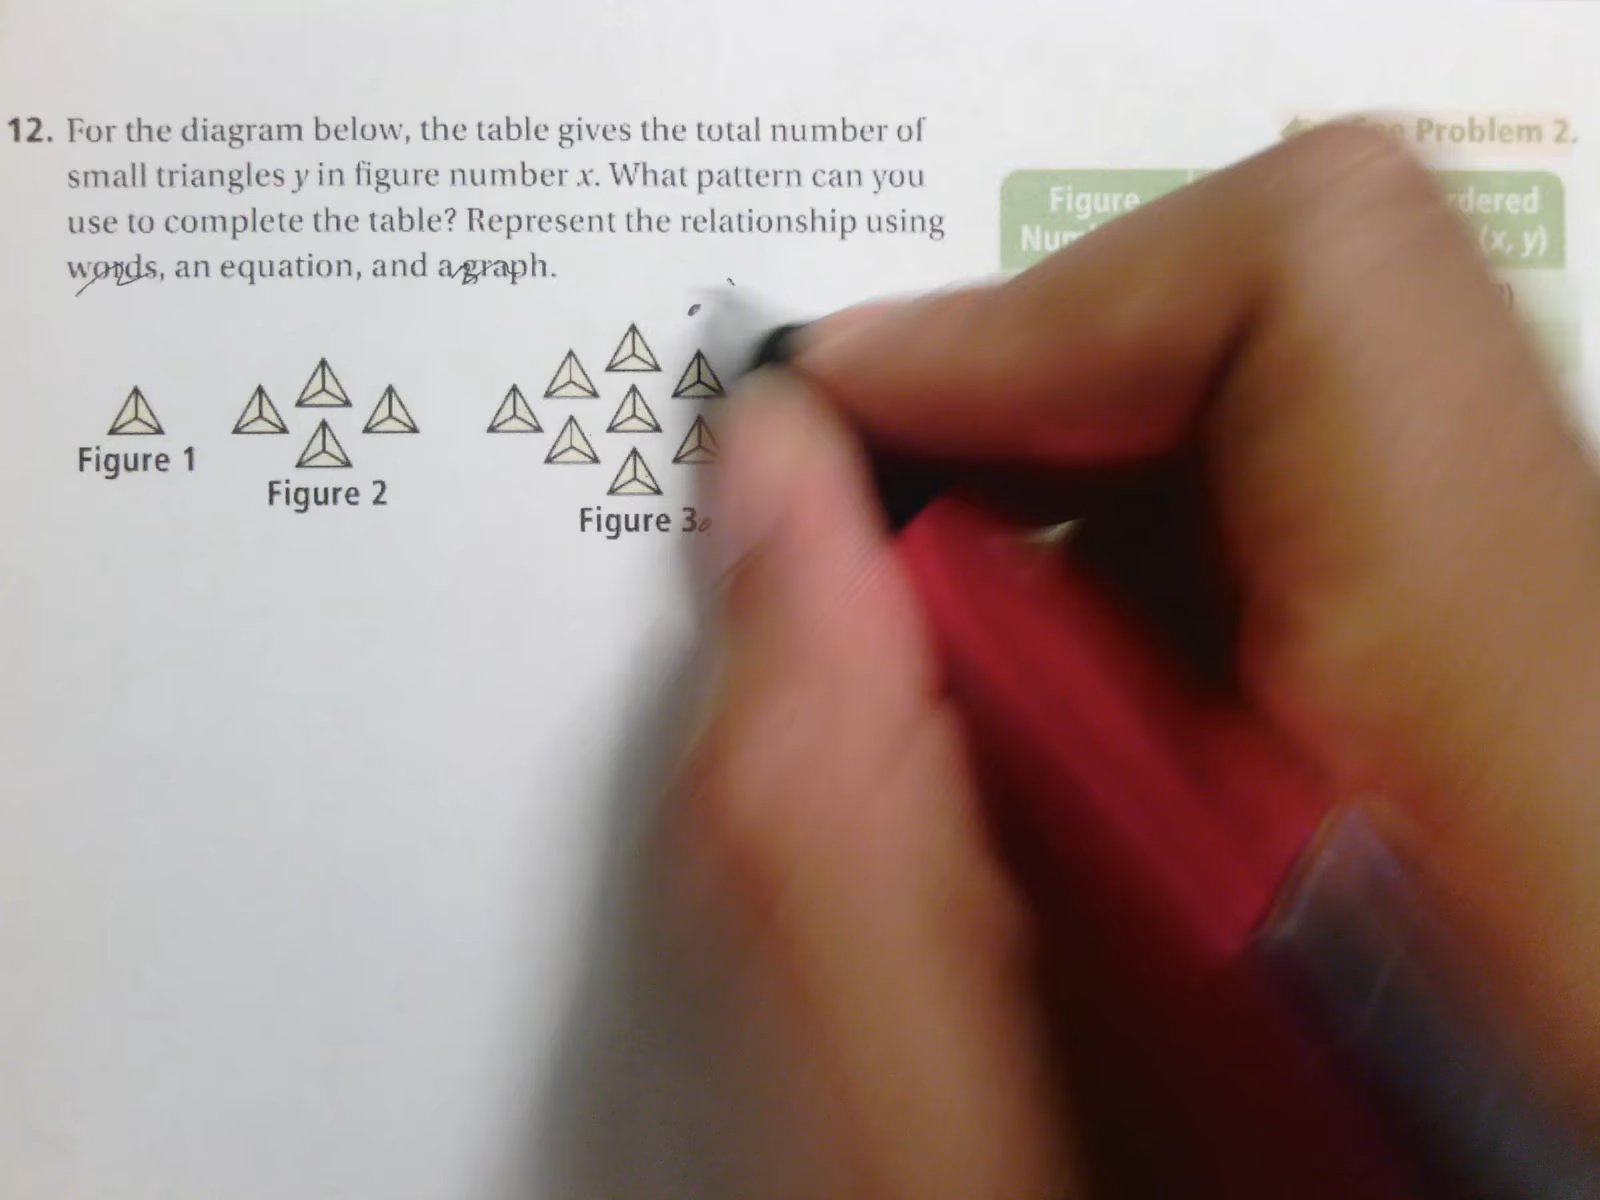 12. For the diagram below, the table gives the total number of
small triangles y in figure number x. What pattern can you
use to complete the table? Represent the relationship using
words, an equation, and a graph.
Problem 2.
Figure
(x, y)
Figure 1
Figure 2
Figure 3